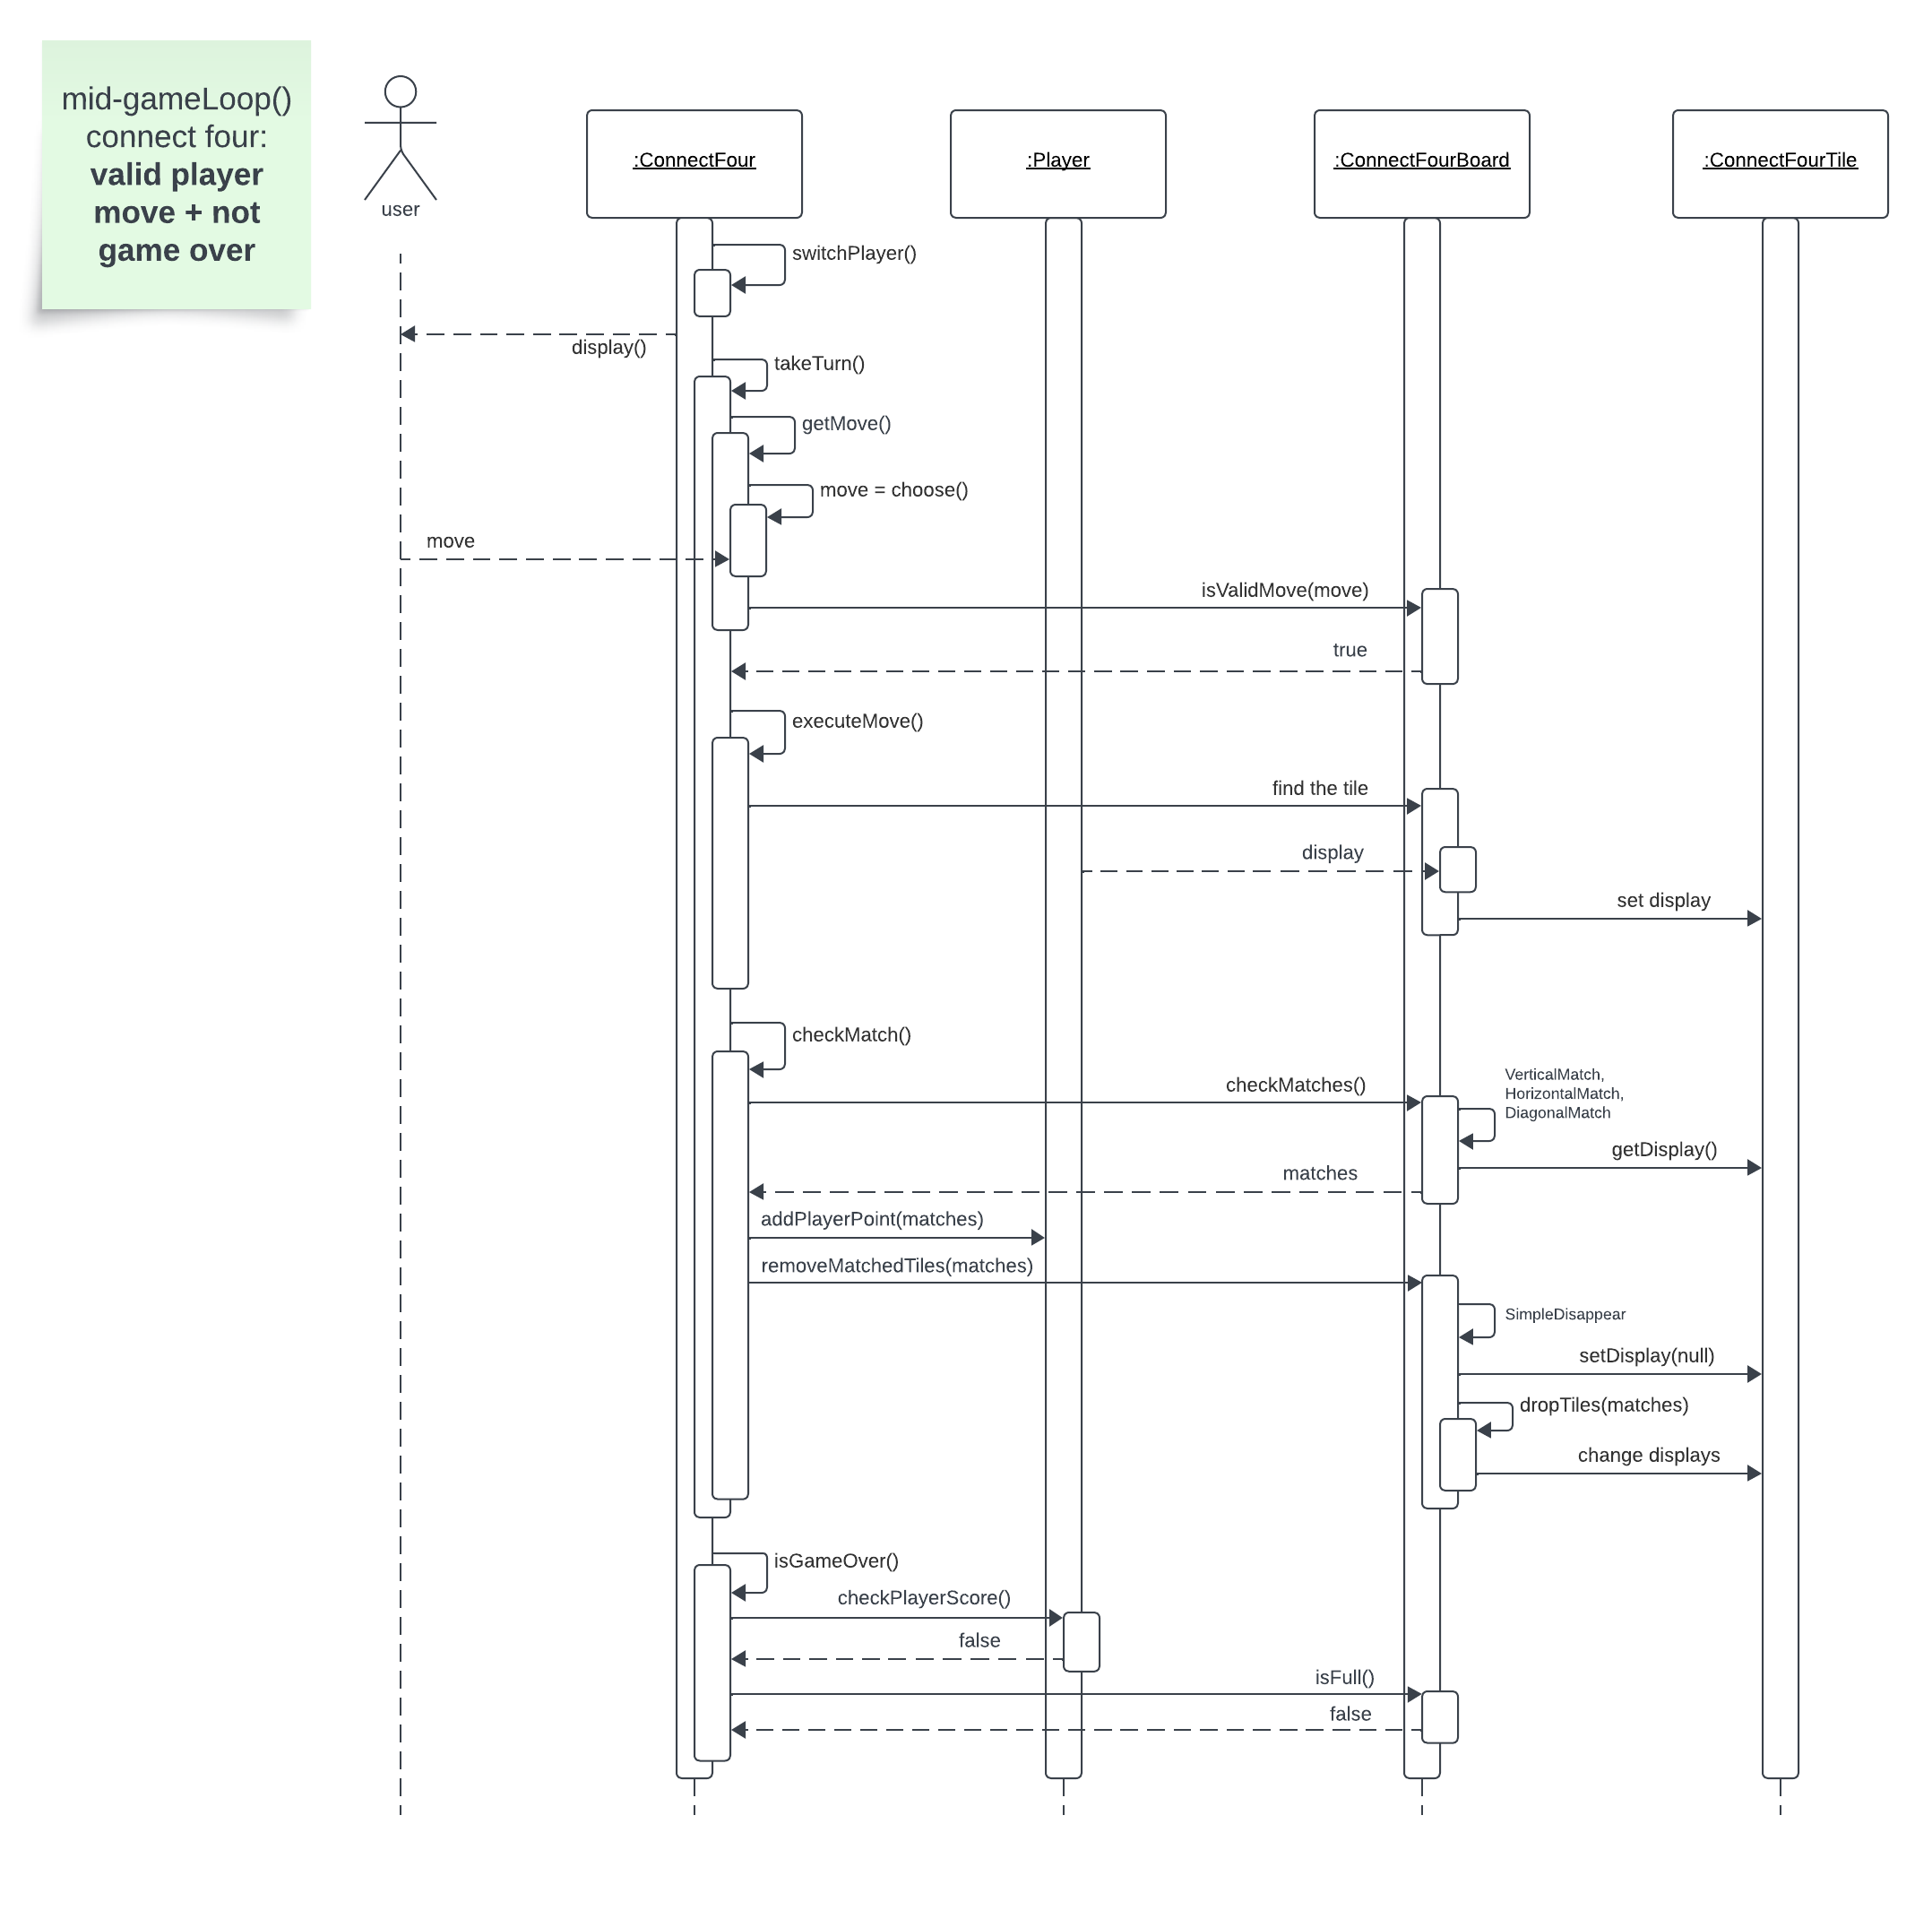 mid-gameLoop()
connect four:
valid player
move + not
game over
user
:ConnectFour
:Player
:ConnectFourBoard
:ConnectFourTile
switchPlayer()
display()
takeTurn()
getMove()
move = choose()
move
isValidMove(move)
true
executeMove()
find the tile
display
set display
checkMatch()
VerticalMatch,
HorizontalMatch,
DiagonalMatch
checkMatches()
getDisplay()
matches
addPlayerPoint(matches)
removeMatchedTiles(matches)
SimpleDisappear
setDisplay(null)
dropTiles(matches)
change displays
isGameOver()
checkPlayerScore()
false
isFull()
false